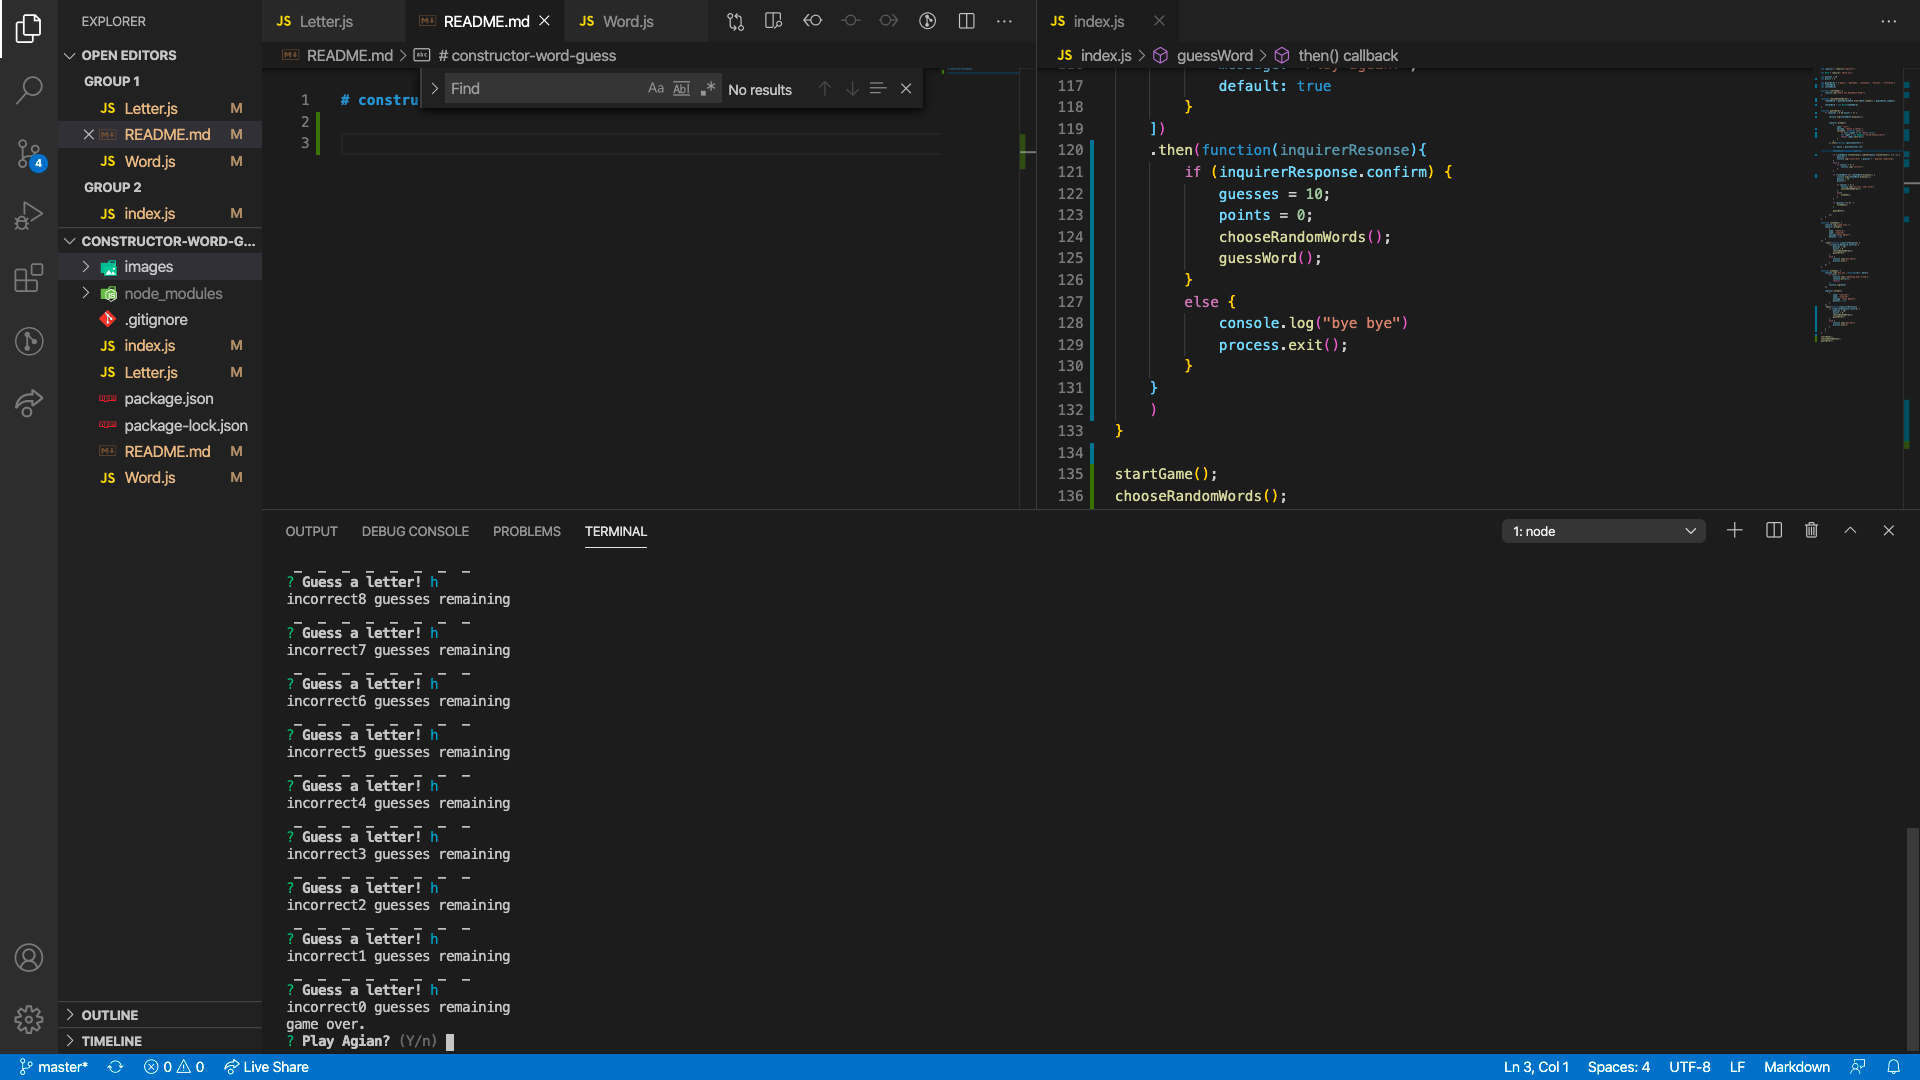 EXPLORER
OPEN EDITORS
GROUP 1
JS Letter.js M
README.md M
JS Word.js M
GROUP 2
JS index.js M
CONSTRUCTOR-WORD-G...
images
node_modules
.gitignore
JS index.js M
JS Letter.js M
package.json
package-lock.json
README.md M
JS Word.js M
OUTLINE
TIMELINE
4
JS Letter.js
README.md
JS Word.js
README.md > # constructor-word-guess
Find
Aa Abl .*
No results
1 # constru
2
3
JS index.js
JS index.js > guessWord > then() callback
117 default: true
118 }
119 ])
120 .then(function(inquirerResonse){
121 if (inquirerResponse.confirm) {
122 guesses = 10;
123 points = 0;
124 chooseRandomWords();
125 guessWord();
126 }
127 else {
128 console.log("bye bye")
129 process.exit();
130 }
131 }
132 )
133 }
134
135 startGame();
136 chooseRandomWords();
OUTPUT DEBUG CONSOLE PROBLEMS TERMINAL
1: node
_ _ _ _ _ _ _ _
? Guess a letter! h
incorrect8 guesses remaining
_ _ _ _ _ _ _ _
? Guess a letter! h
incorrect7 guesses remaining
_ _ _ _ _ _ _ _
? Guess a letter! h
incorrect6 guesses remaining
_ _ _ _ _ _ _ _
? Guess a letter! h
incorrect5 guesses remaining
_ _ _ _ _ _ _ _
? Guess a letter! h
incorrect4 guesses remaining
_ _ _ _ _ _ _ _
? Guess a letter! h
incorrect3 guesses remaining
_ _ _ _ _ _ _ _
? Guess a letter! h
incorrect2 guesses remaining
_ _ _ _ _ _ _ _
? Guess a letter! h
incorrect1 guesses remaining
_ _ _ _ _ _ _ _
? Guess a letter! h
incorrect0 guesses remaining
game over.
? Play Agian? (Y/n)
master* 0 0 Live Share
Ln 3, Col 1 Spaces: 4 UTF-8 LF Markdown